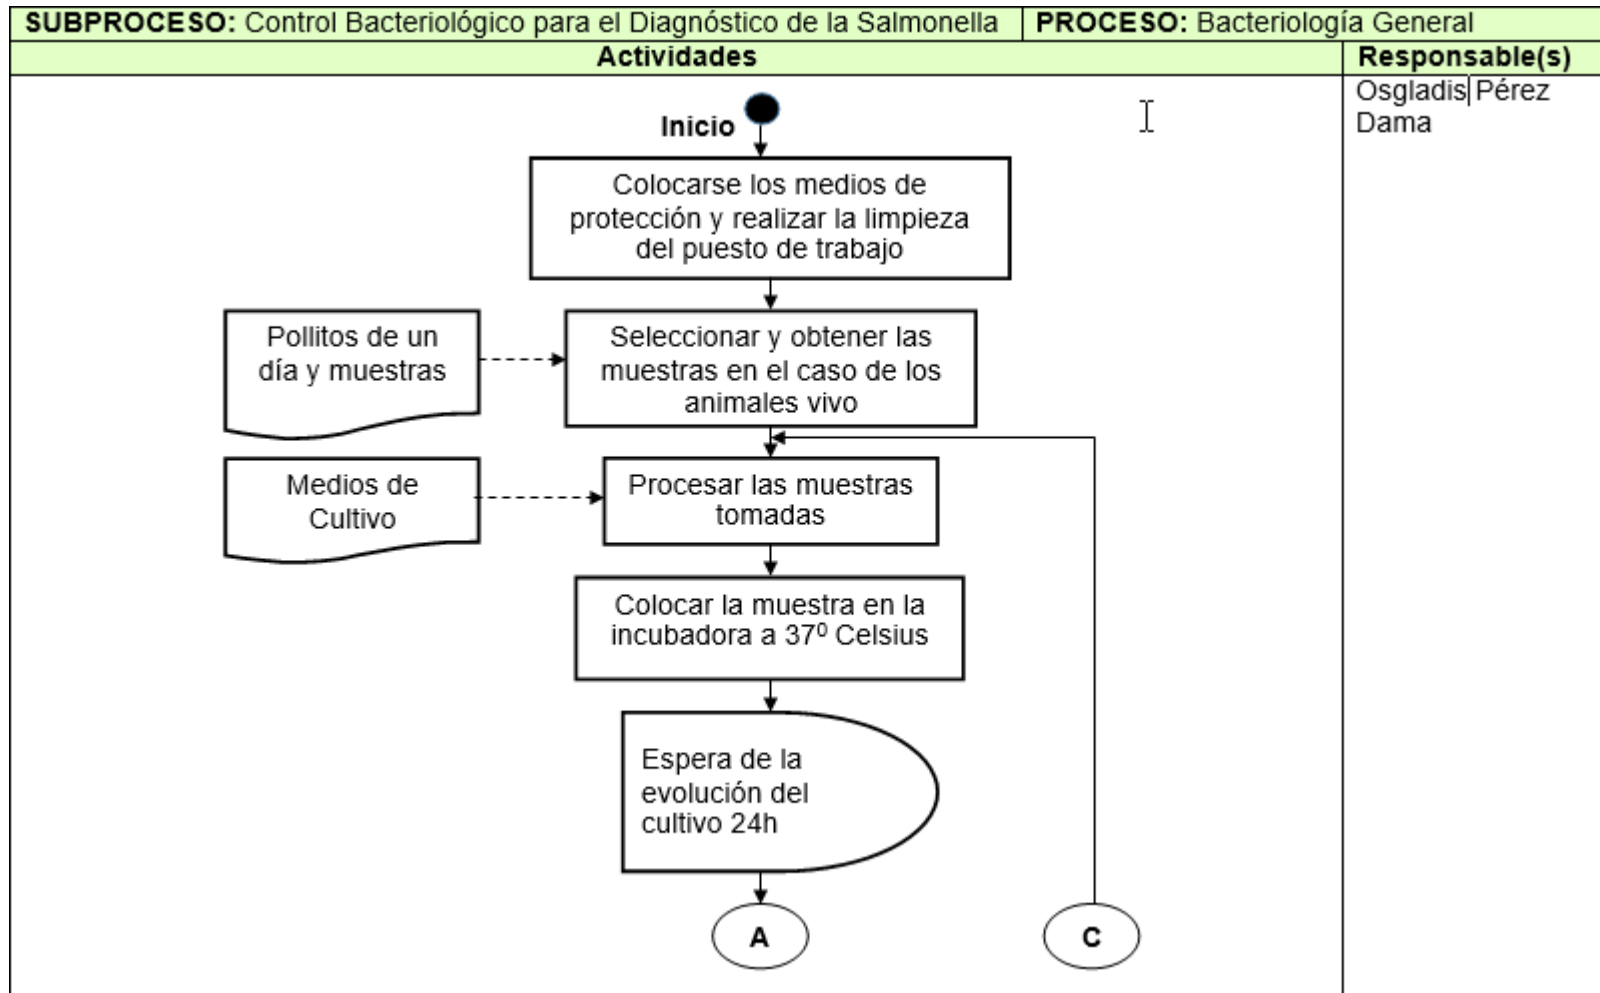 SUBPROCESO: Control Bacteriológico para el Diagnóstico de la Salmonella
PROCESO: Bacteriología General
Actividades
Responsable(s)
Osgladis Pérez
Dama
Inicio
Colocarse los medios de
protección y realizar la limpieza
del puesto de trabajo
Pollitos de un
día y muestras
Seleccionar y obtener las
muestras en el caso de los
animales vivo
Medios de
Cultivo
Procesar las muestras
tomadas
Colocar la muestra en la
incubadora a 37⁰ Celsius
Espera de la
evolución del
cultivo 24h
A
C